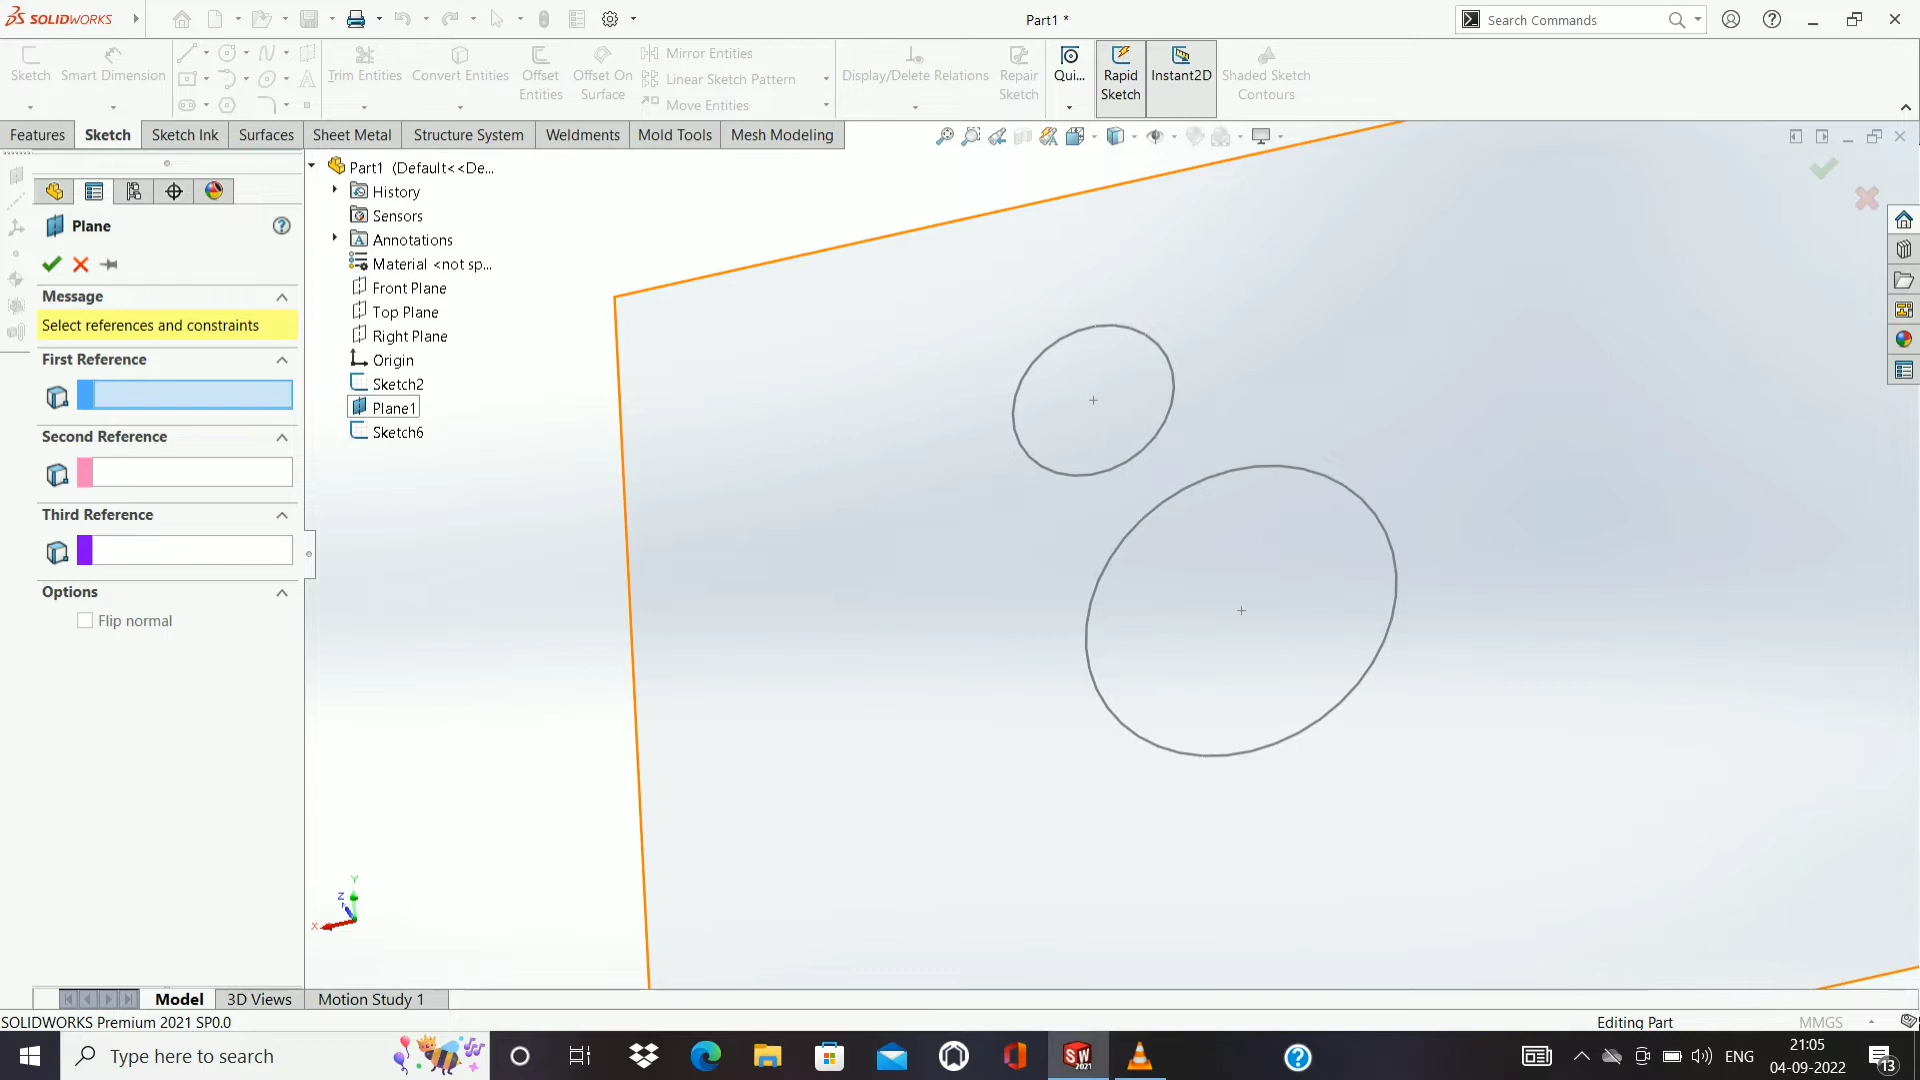 SOLIDWORKS
Part1 *
Search Commands
Sketch
Smart Dimension
Trim Entities
Convert Entities
Offset Entities
Offset On Surface
Mirror Entities
Linear Sketch Pattern
Move Entities
Display/Delete Relations
Repair Sketch
Qui...
Rapid Sketch
Instant2D
Shaded Sketch Contours
Features
Sketch
Sketch Ink
Surfaces
Sheet Metal
Structure System
Weldments
Mold Tools
Mesh Modeling
Plane
Message
Select references and constraints
First Reference
Second Reference
Third Reference
Options
Flip normal
Part1 (Default<<De...
History
Sensors
Annotations
Material <not sp...
Front Plane
Top Plane
Right Plane
Origin
Sketch2
Plane1
Sketch6
Y
Z
X
Model
3D Views
Motion Study 1
SOLIDWORKS Premium 2021 SP0.0
Editing Part
MMGS
Type here to search
SW
2021
ENG
21:05
04-09-2022
13